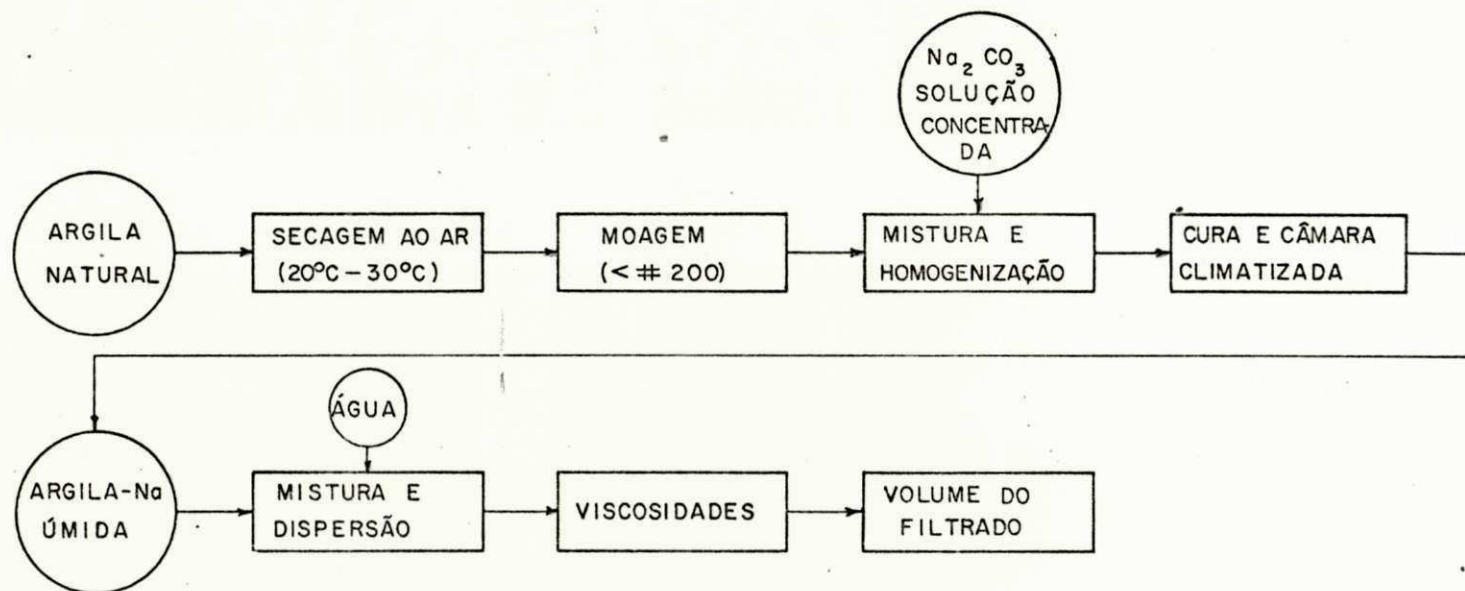 Na2 CO3
SOLUÇÃO
CONCENTRA-
DA
ARGILA
NATURAL
SECAGEM AO AR
(20°C - 30°C)
MOAGEM
(< # 200)
MISTURA E
HOMOGENIZAÇÃO
CURA E CÂMARA
CLIMATIZADA
ÁGUA
ARGILA-Na
ÚMIDA
MISTURA E
DISPERSÃO
VISCOSIDADES
VOLUME DO
FILTRADO